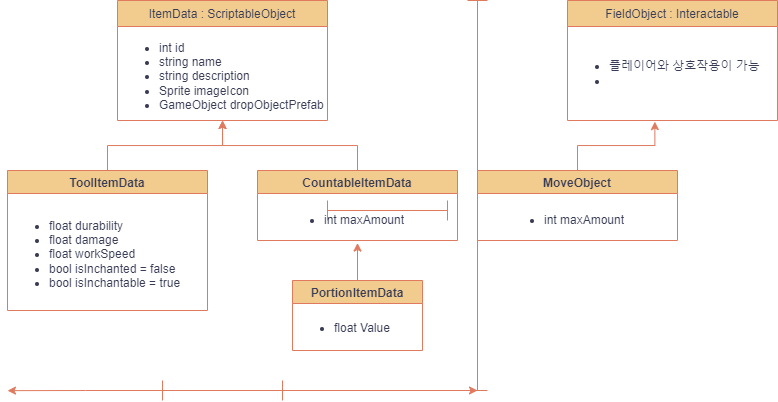 ItemData : ScriptableObject
int id
string name
string description
Sprite imageIcon
GameObject dropObjectPrefab
FieldObject : Interactable
플레이어와 상호작용이 가능
ToolItemData
float durability
float damage
float workSpeed
bool isInchanted = false
bool isInchantable = true
CountableItemData
int maxAmount
MoveObject
int maxAmount
PortionItemData
float Value